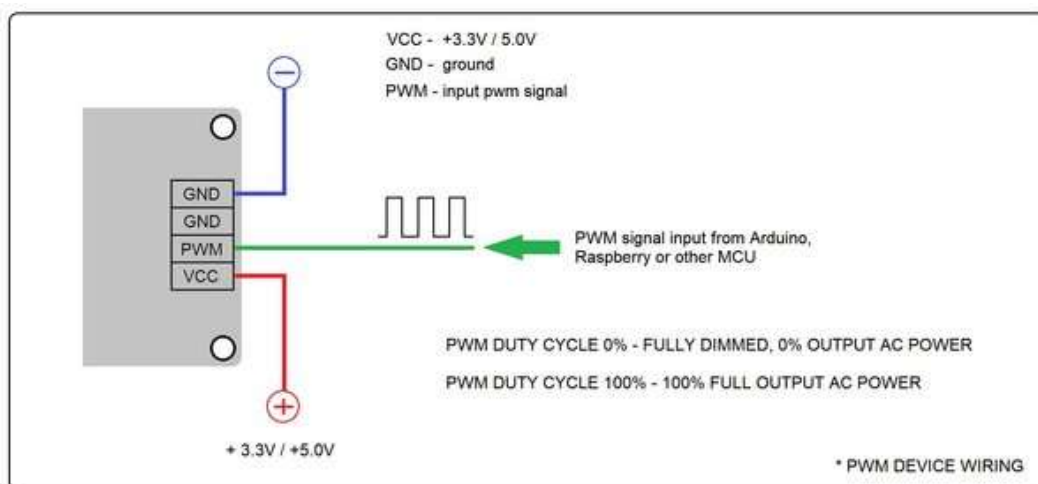 VCC - +3.3V / 5.0V
GND - ground
PWM - input pwm signal
GND
GND
PWM
VCC
PWM signal input from Arduino,
Raspberry or other MCU
PWM DUTY CYCLE 0% - FULLY DIMMED, 0% OUTPUT AC POWER
PWM DUTY CYCLE 100% - 100% FULL OUTPUT AC POWER
+ 3.3V / +5.0V
* PWM DEVICE WIRING